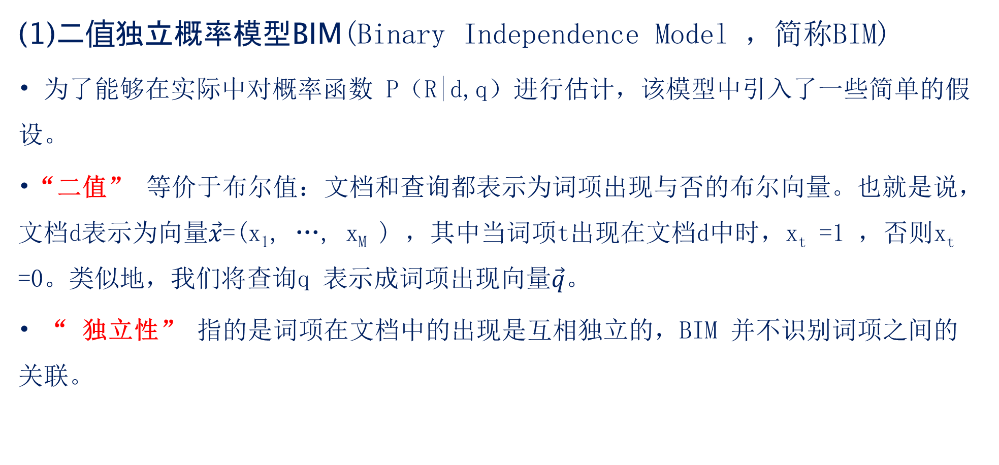 (1)二值独立概率模型BIM(Binary Independence Model ，简称BIM)
• 为了能够在实际中对概率函数 P（R|d,q）进行估计，该模型中引入了一些简单的假
设。
•“二值” 等价于布尔值：文档和查询都表示为词项出现与否的布尔向量。也就是说，
文档d表示为向量x⃗=(x₁, …, x_M ) ，其中当词项t出现在文档d中时，xₜ =1 ，否则xₜ
=0。类似地，我们将查询q 表示成词项出现向量q⃗。
• “ 独立性” 指的是词项在文档中的出现是互相独立的，BIM 并不识别词项之间的
关联。